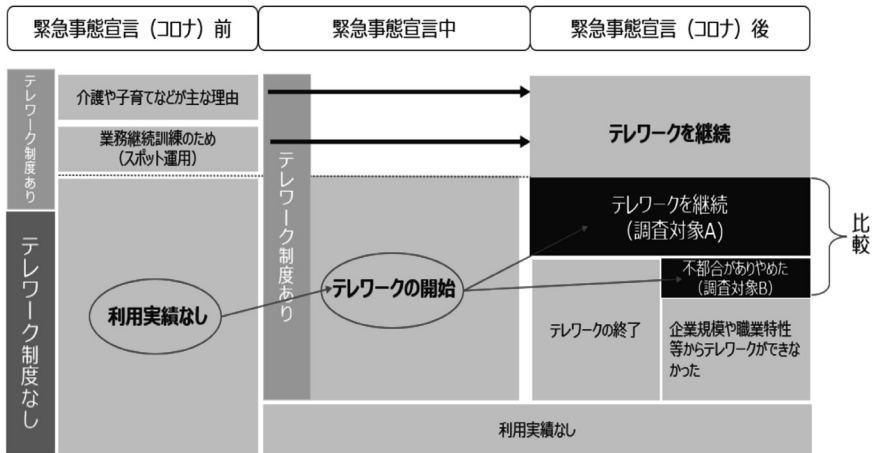 緊急事態宣言（コロナ）前
緊急事態宣言中
緊急事態宣言（コロナ）後
テレワーク制度あり
介護や子育てなどが主な理由
業務継続訓練のため
（スポット運用）
テレワーク制度なし
利用実績なし
テレワーク制度あり
テレワークの開始
テレワークを継続
テレワークを継続
（調査対象A）
不都合がありやめた
（調査対象B）
比較
テレワークの終了
企業規模や職業特性
等からテレワークができな
かった
利用実績なし